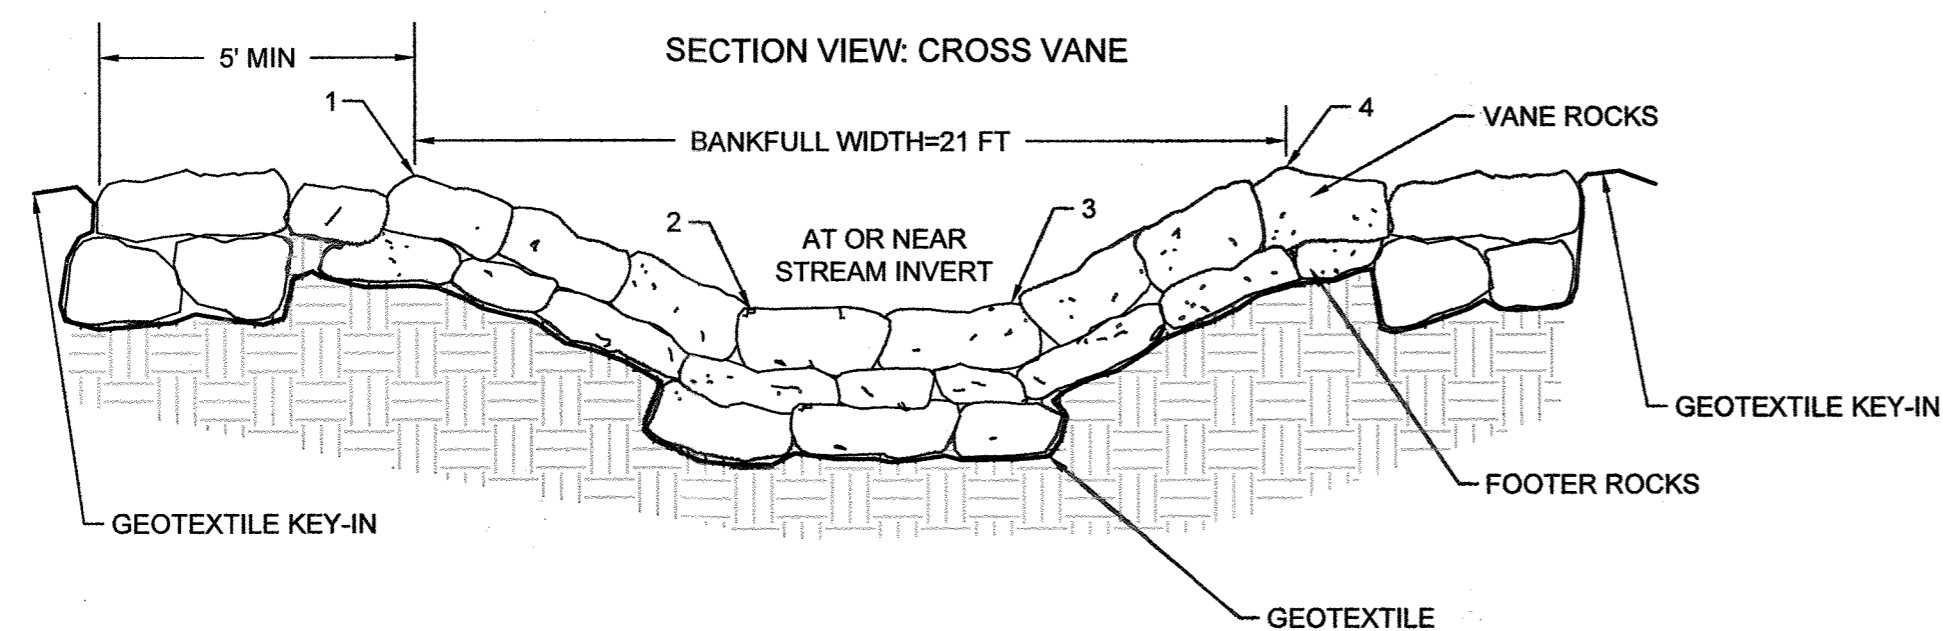 5' MIN
SECTION VIEW: CROSS VANE
1
4
BANKFULL WIDTH=21 FT
VANE ROCKS
2
3
AT OR NEAR
STREAM INVERT
GEOTEXTILE KEY-IN
FOOTER ROCKS
GEOTEXTILE KEY-IN
GEOTEXTILE